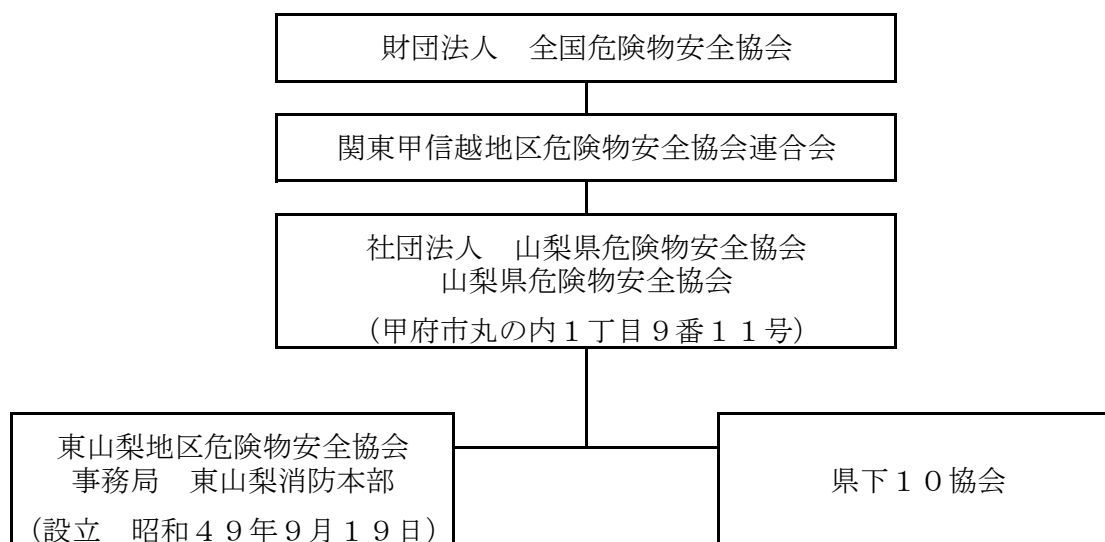 財団法人　全国危険物安全協会
関東甲信越地区危険物安全協会連合会
社団法人　山梨県危険物安全協会
山梨県危険物安全協会
（甲府市丸の内１丁目９番１１号）
東山梨地区危険物安全協会
事務局　東山梨消防本部
（設立　昭和４９年９月１９日）
県下１０協会